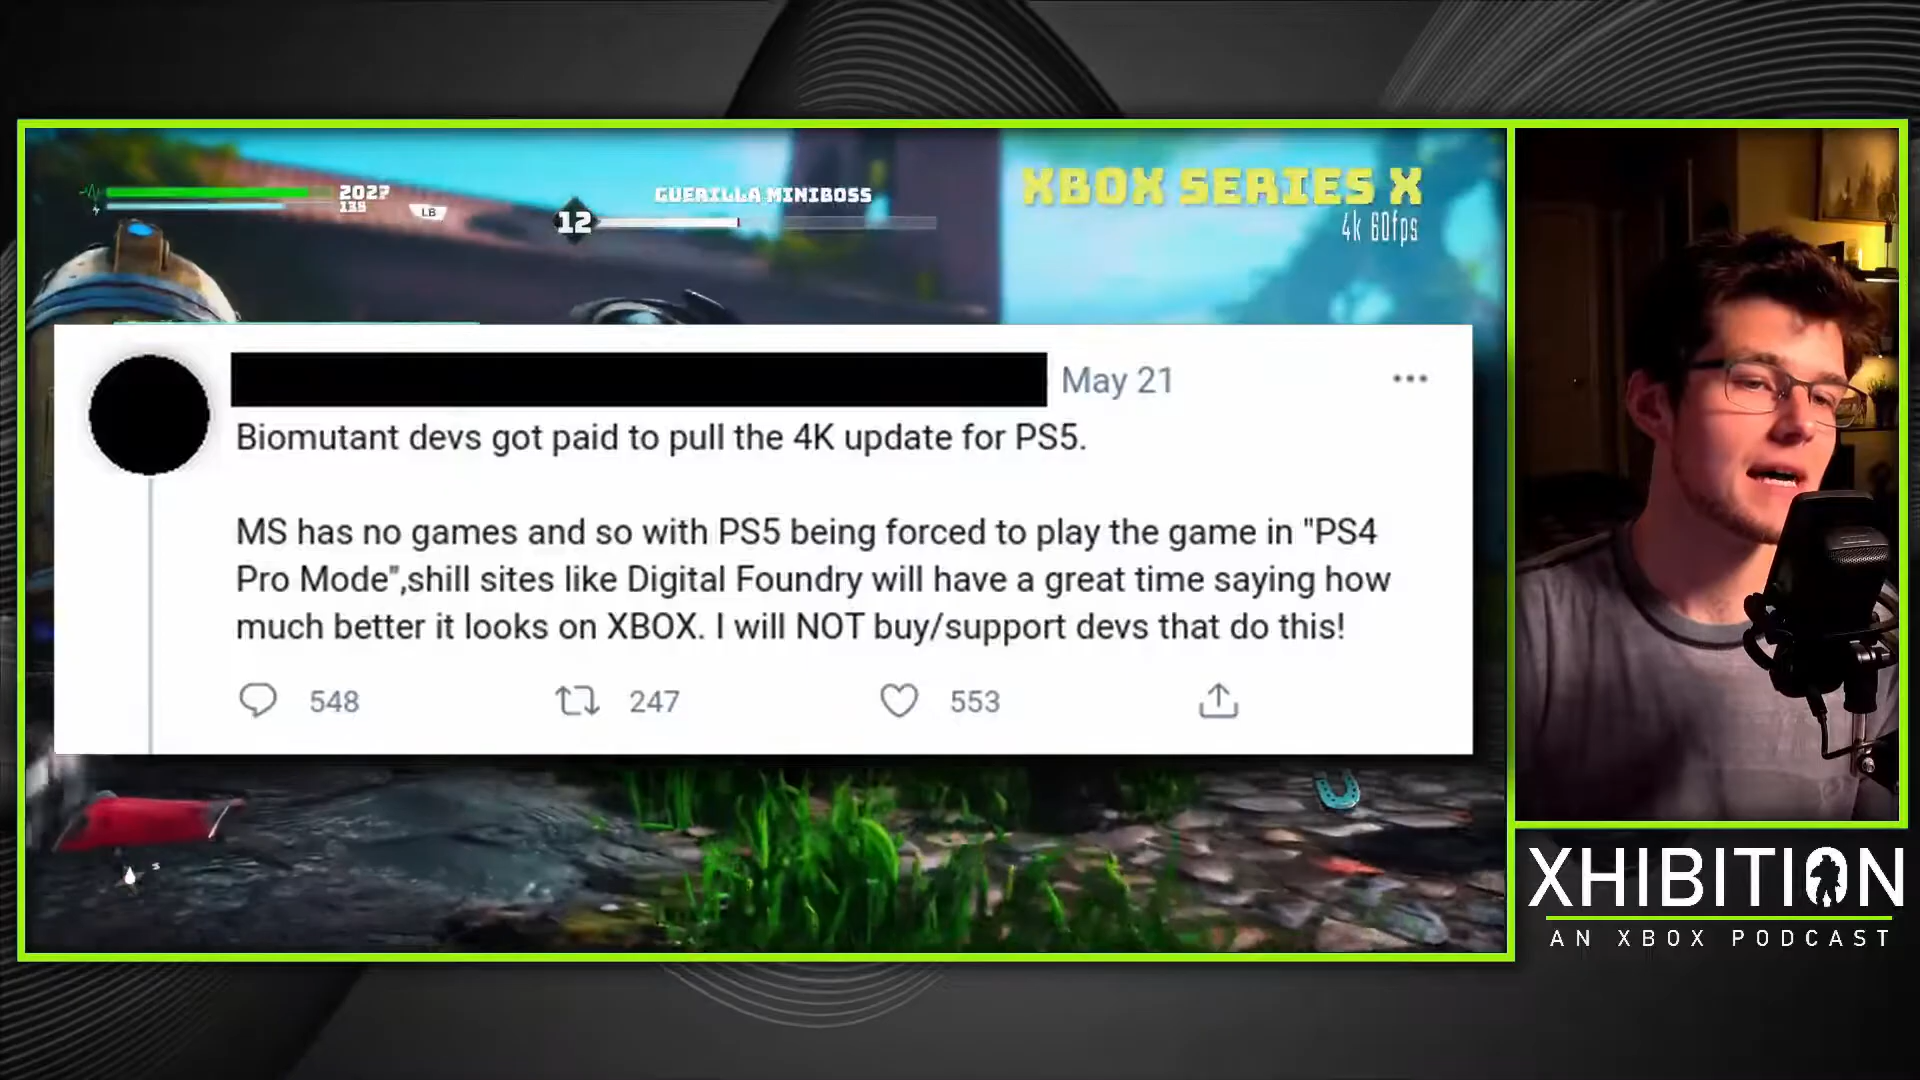 2027
135
LB
12
GUERILLA MINIBOSS
XBOX SERIES X
4k 60fps
May 21
Biomutant devs got paid to pull the 4K update for PS5.
MS has no games and so with PS5 being forced to play the game in "PS4
Pro Mode",shill sites like Digital Foundry will have a great time saying how
much better it looks on XBOX. I will NOT buy/support devs that do this!
548
247
553
XHIBITION
AN XBOX PODCAST